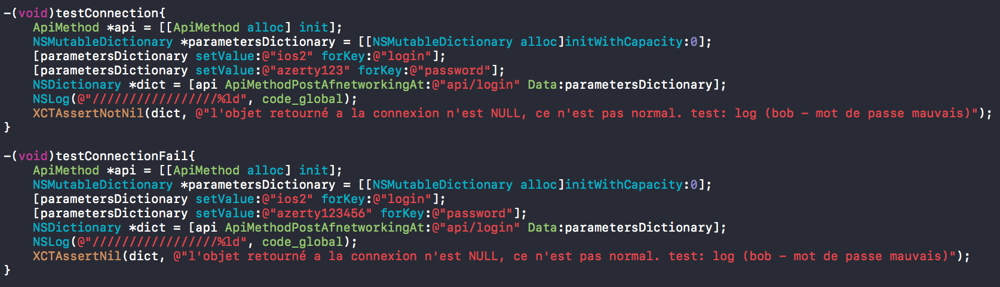 -(void)testConnection{
    ApiMethod *api = [[ApiMethod alloc] init];
    NSMutableDictionary *parametersDictionary = [[NSMutableDictionary alloc]initWithCapacity:0];
    [parametersDictionary setValue:@"ios2" forKey:@"login"];
    [parametersDictionary setValue:@"azerty123" forKey:@"password"];
    NSDictionary *dict = [api ApiMethodPostAfnetworkingAt:@"api/login" Data:parametersDictionary];
    NSLog(@"/////////////////%ld", code_global);
    XCTAssertNotNil(dict, @"l'objet retourné a la connexion n'est NULL, ce n'est pas normal. test: log (bob - mot de passe mauvais)");
}

-(void)testConnectionFail{
    ApiMethod *api = [[ApiMethod alloc] init];
    NSMutableDictionary *parametersDictionary = [[NSMutableDictionary alloc]initWithCapacity:0];
    [parametersDictionary setValue:@"ios2" forKey:@"login"];
    [parametersDictionary setValue:@"azerty123456" forKey:@"password"];
    NSDictionary *dict = [api ApiMethodPostAfnetworkingAt:@"api/login" Data:parametersDictionary];
    NSLog(@"/////////////////%ld", code_global);
    XCTAssertNil(dict, @"l'objet retourné a la connexion n'est NULL, ce n'est pas normal. test: log (bob - mot de passe mauvais)");
}